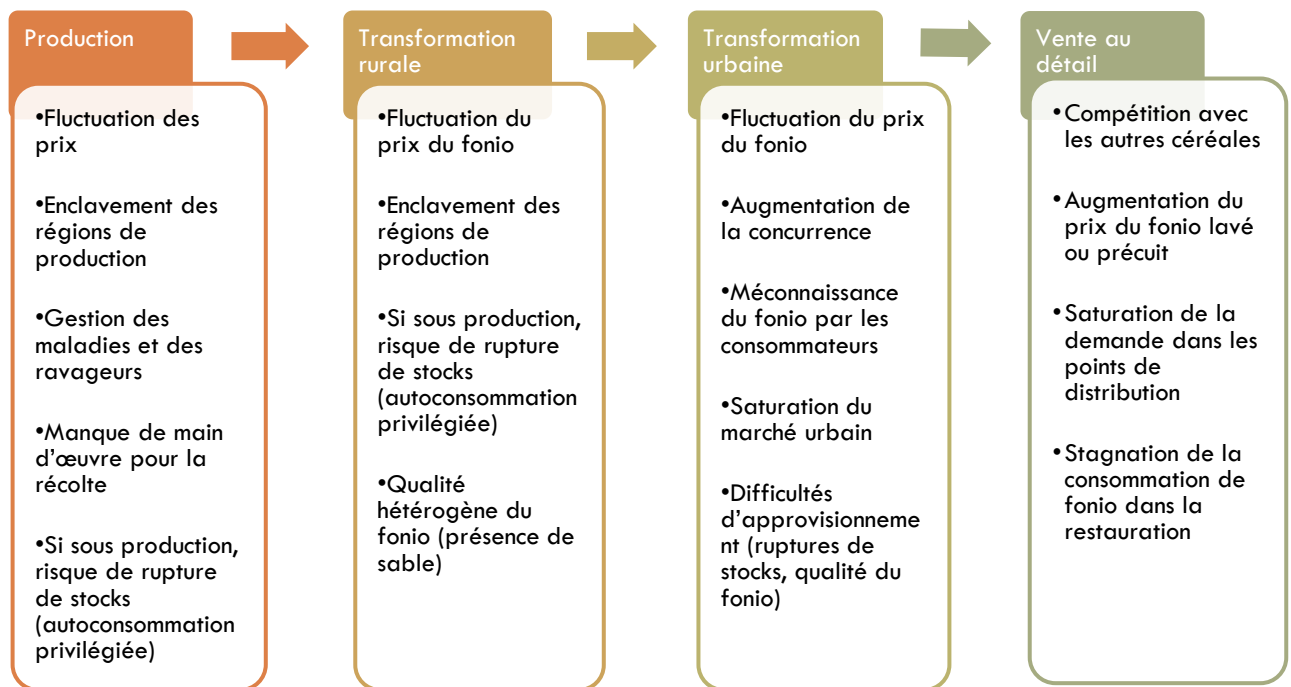 Production
•Fluctuation des
prix
•Enclavement des
régions de
production
•Gestion des
maladies et des
ravageurs
•Manque de main
d'œuvre pour la
récolte
•Si sous production,
risque de rupture
de stocks
(autoconsommation
privilégiée)
Transformation
rurale
•Fluctuation du
prix du fonio
•Enclavement des
régions de
production
•Si sous production,
risque de rupture
de stocks
(autoconsommation
privilégiée)
•Qualité
hétérogène du
fonio (présence de
sable)
Transformation
urbaine
•Fluctuation du prix
du fonio
•Augmentation de
la concurrence
•Méconnaissance
du fonio par les
consommateurs
•Saturation du
marché urbain
•Difficultés
d'approvisionneme
nt (ruptures de
stocks, qualité du
fonio)
Vente au
détail
•Compétition avec
les autres céréales
•Augmentation du
prix du fonio lavé
ou précuit
•Saturation de la
demande dans les
points de
distribution
•Stagnation de la
consommation de
fonio dans la
restauration